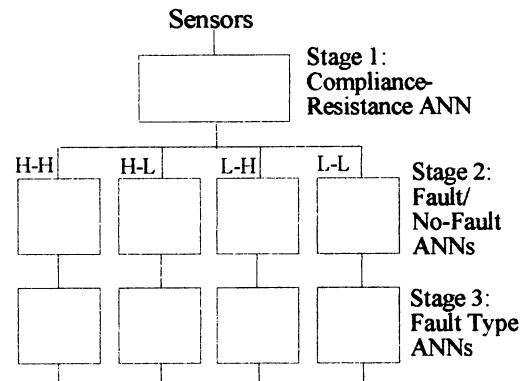 Sensors
Stage 1:
Compliance-
Resistance ANN
H-H
H-L
L-H
L-L
Stage 2:
Fault/
No-Fault
ANNs
Stage 3:
Fault Type
ANNs